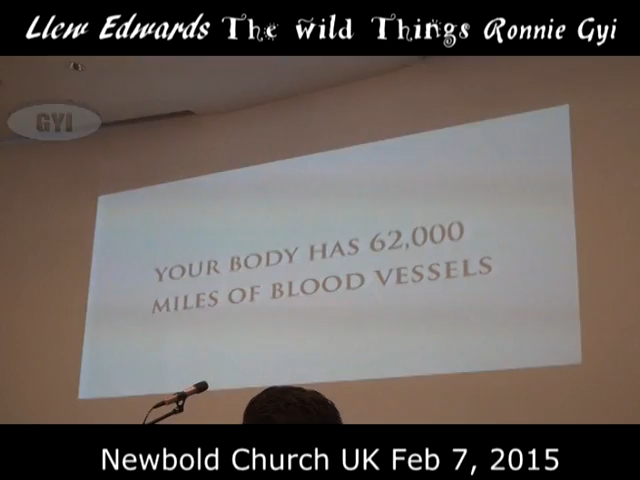 Llew Edwards The Wild Things Ronnie Gyi
GYI
YOUR BODY HAS 62,000
MILES OF BLOOD VESSELS
Newbold Church UK Feb 7, 2015